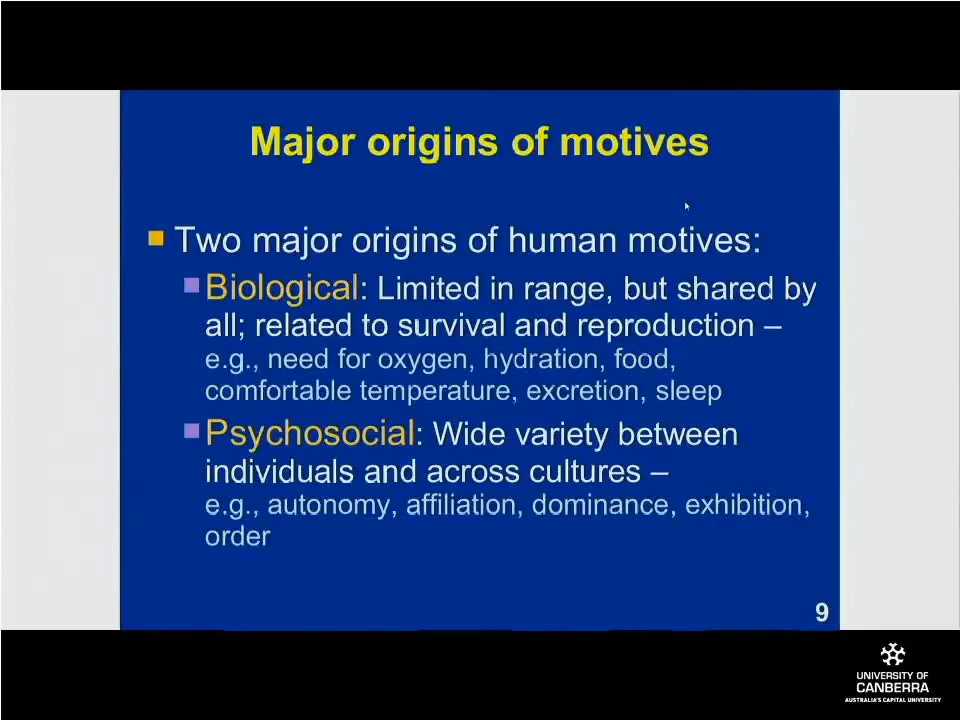 Major origins of motives
Two major origins of human motives:
Biological: Limited in range, but shared by
all; related to survival and reproduction –
e.g., need for oxygen, hydration, food,
comfortable temperature, excretion, sleep
Psychosocial: Wide variety between
individuals and across cultures –
e.g., autonomy, affiliation, dominance, exhibition,
order
9
UNIVERSITY OF
CANBERRA
AUSTRALIA'S CAPITAL UNIVERSITY